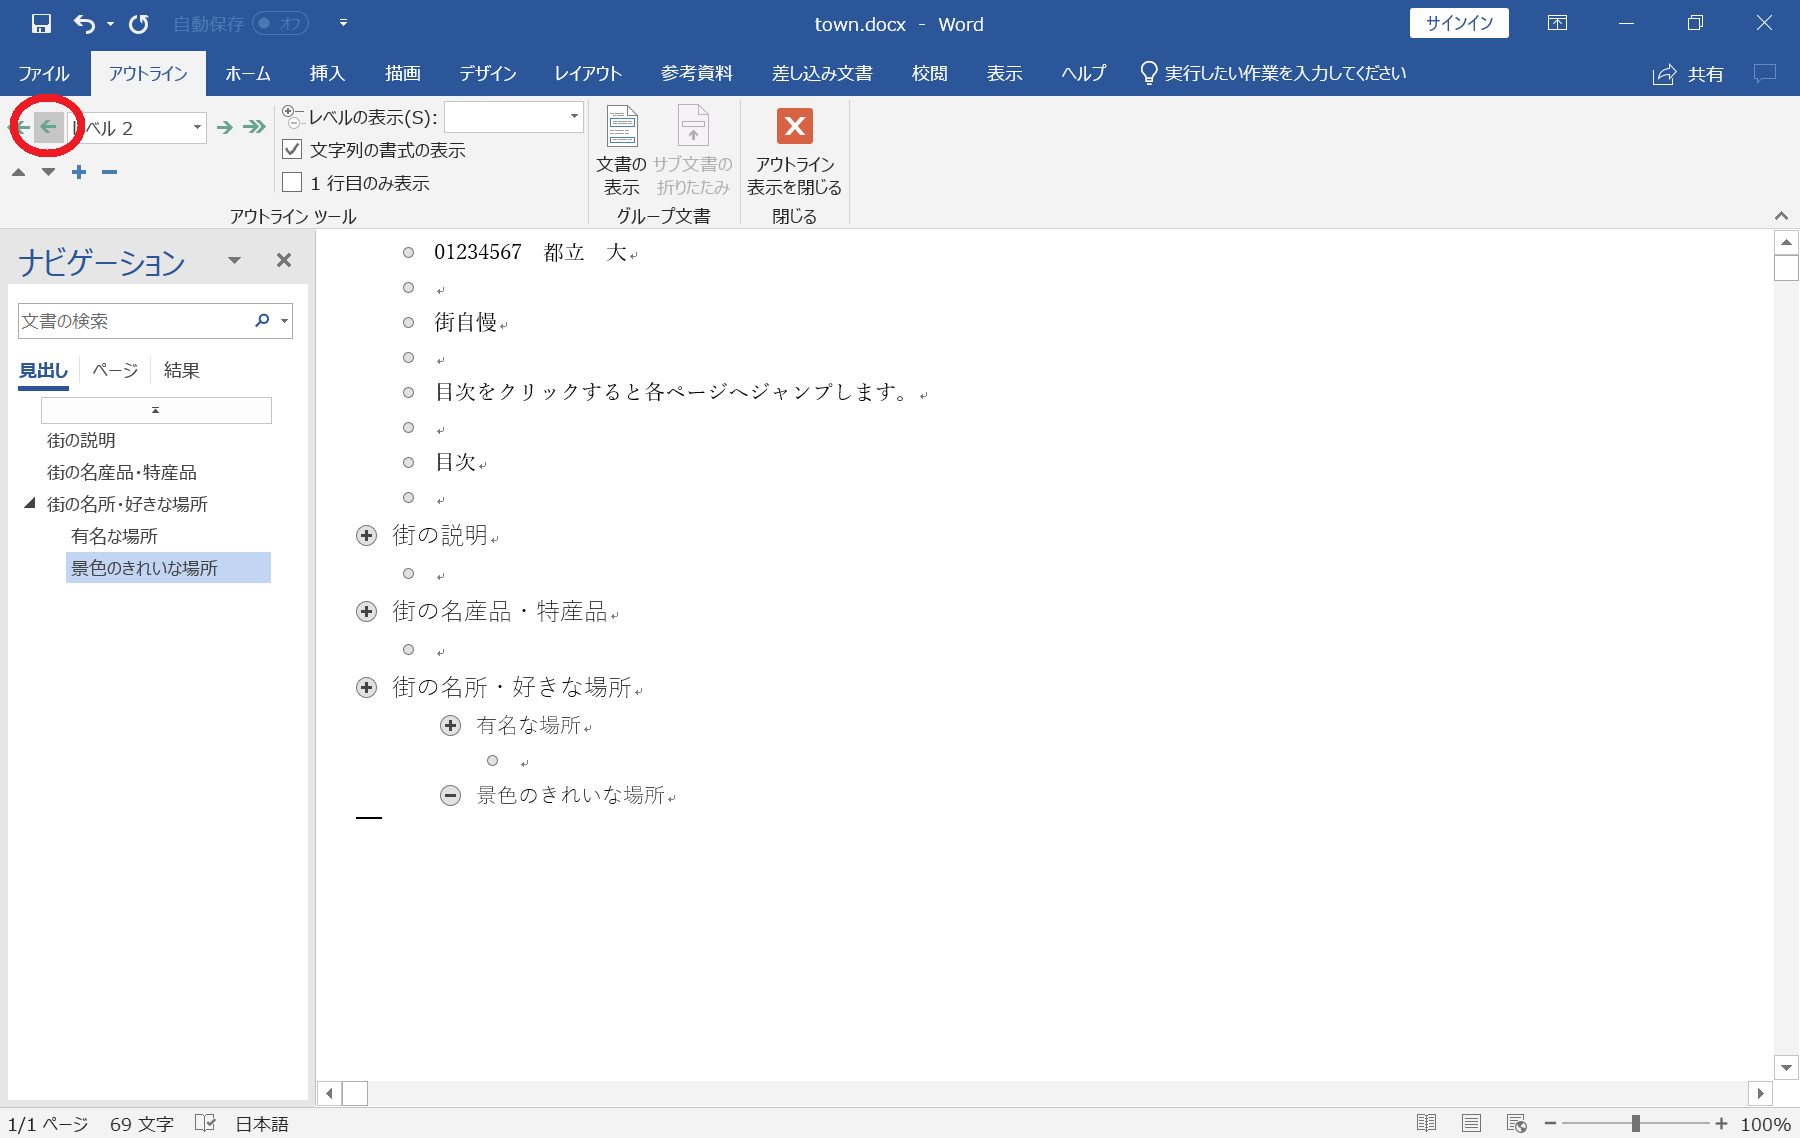 自動保存 オフ
town.docx - Word
サインイン
ファイル アウトライン ホーム 挿入 描画 デザイン レイアウト 参考資料 差し込み文書 校閲 表示 ヘルプ 実行したい作業を入力してください 共有
ベル 2
レベルの表示(S):
文字列の書式の表示
1 行目のみ表示
アウトライン ツール
文書の
表示
サブ文書の
折りたたみ
グループ文書
アウトライン
表示を閉じる
閉じる
ナビゲーション
文書の検索
見出し ページ 結果
街の説明
街の名産品・特産品
街の名所・好きな場所
有名な場所
景色のきれいな場所
01234567 都立 大
街自慢
目次をクリックすると各ページへジャンプします。
目次
街の説明
街の名産品・特産品
街の名所・好きな場所
有名な場所
景色のきれいな場所
1/1 ページ 69 文字 日本語
100%